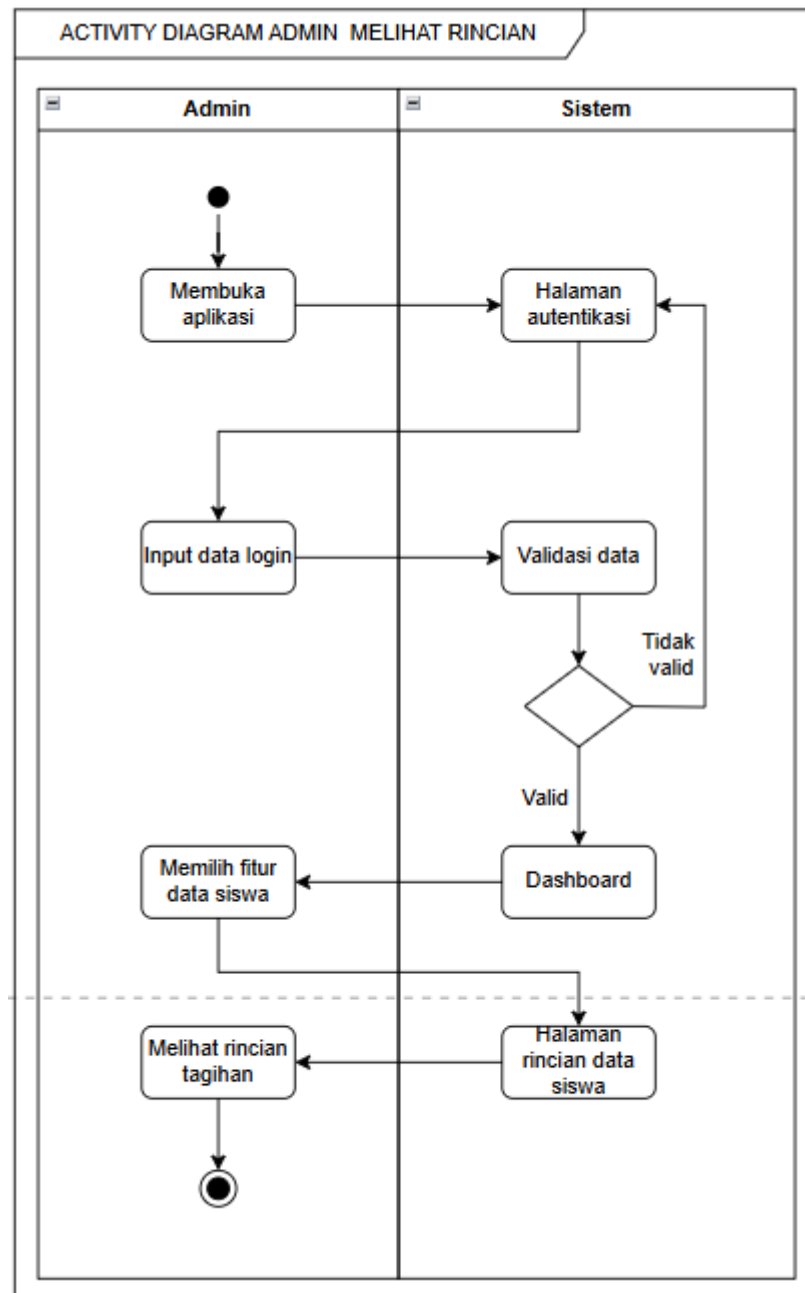 ACTIVITY DIAGRAM ADMIN  MELIHAT RINCIAN
Admin
Sistem
Membuka
aplikasi
Halaman
autentikasi
Input data login
Validasi data
Tidak
valid
Valid
Memilih fitur
data siswa
Dashboard
Melihat rincian
tagihan
Halaman
rincian data
siswa